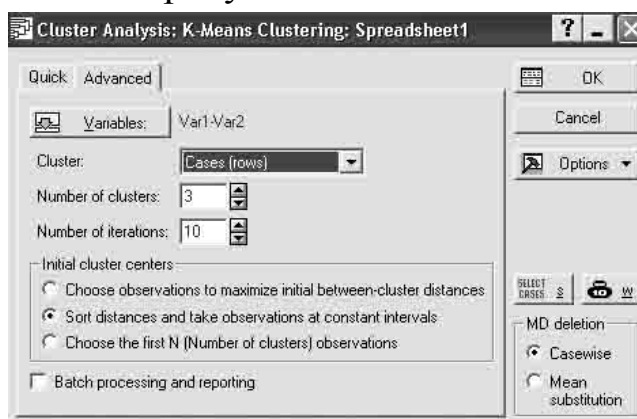 Cluster Analysis: K-Means Clustering: Spreadsheet1
Quick Advanced
Variables: Var1-Var2
Cluster: Cases (rows)
Number of clusters: 3
Number of iterations: 10
Initial cluster centers
Choose observations to maximize initial between-cluster distances
Sort distances and take observations at constant intervals
Choose the first N (Number of clusters) observations
Batch processing and reporting
OK
Cancel
Options
SELECT CASES S W
MD deletion
Casewise
Mean substitution